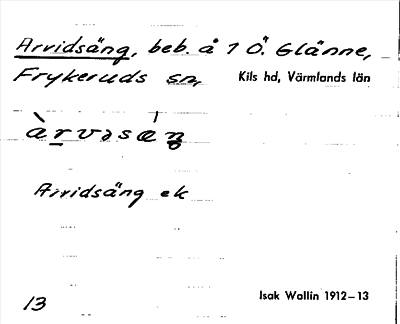 Arvidsäng, beb. å 1 Ö. Glänne,
Frykeruds sn, Kils hd, Värmlands län
Arvidsäng ek
13 Isak Wallin 1912–13